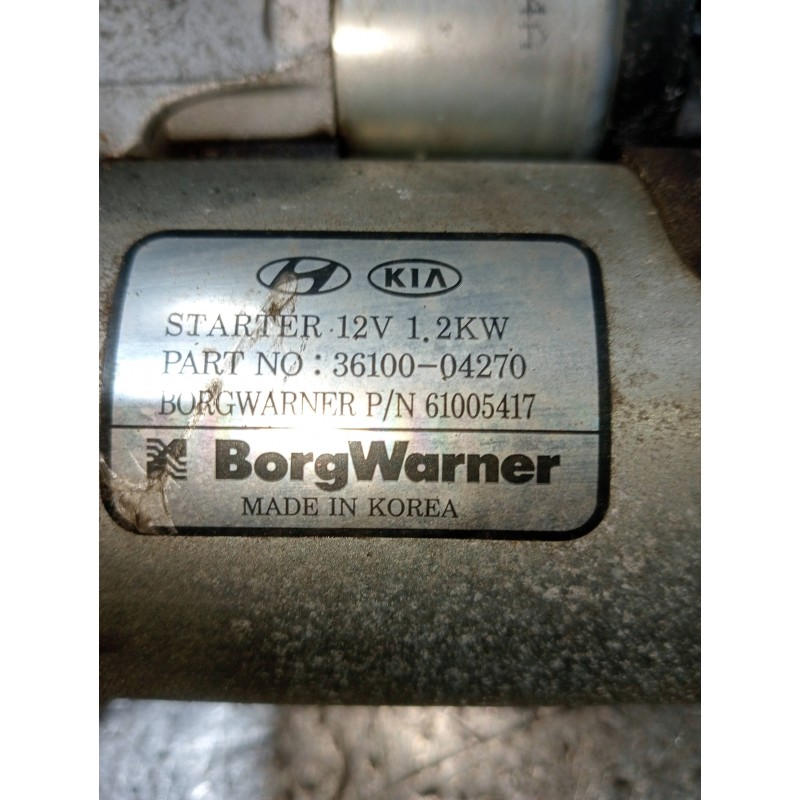 KIA
STARTER 12V 1.2KW
PART NO : 36100-04270
BORGWARNER P/N 61005417
BorgWarner
MADE IN KOREA